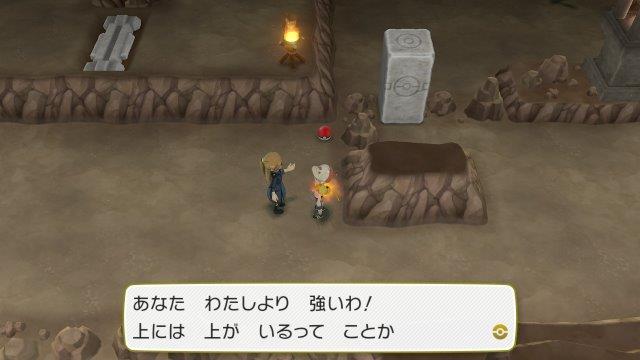 あなた　わたしより　強いわ！
上には　上が　いるって　ことか